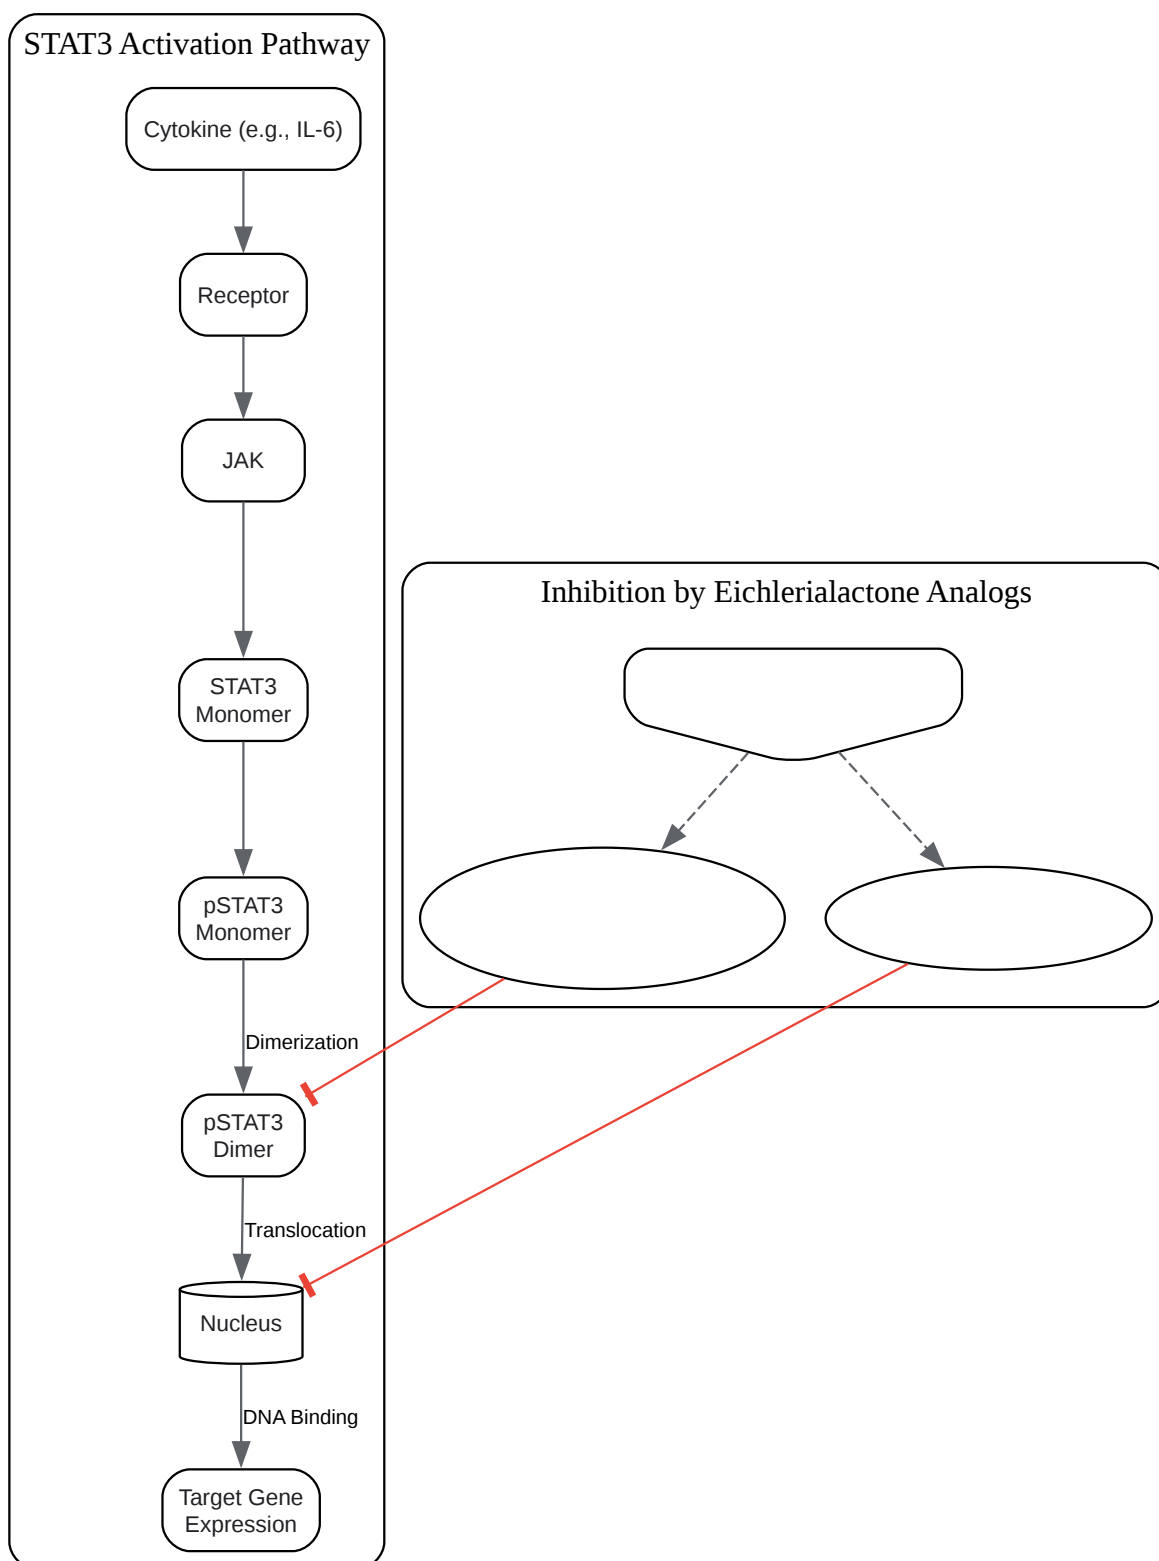 STAT3 Activation Pathway
Cytokine (e.g., IL-6)
Receptor
JAK
STAT3
Monomer
pSTAT3
Monomer
Dimerization
pSTAT3
Dimer
Translocation
Nucleus
DNA Binding
Target Gene
Expression
Inhibition by Eichlerialactone Analogs